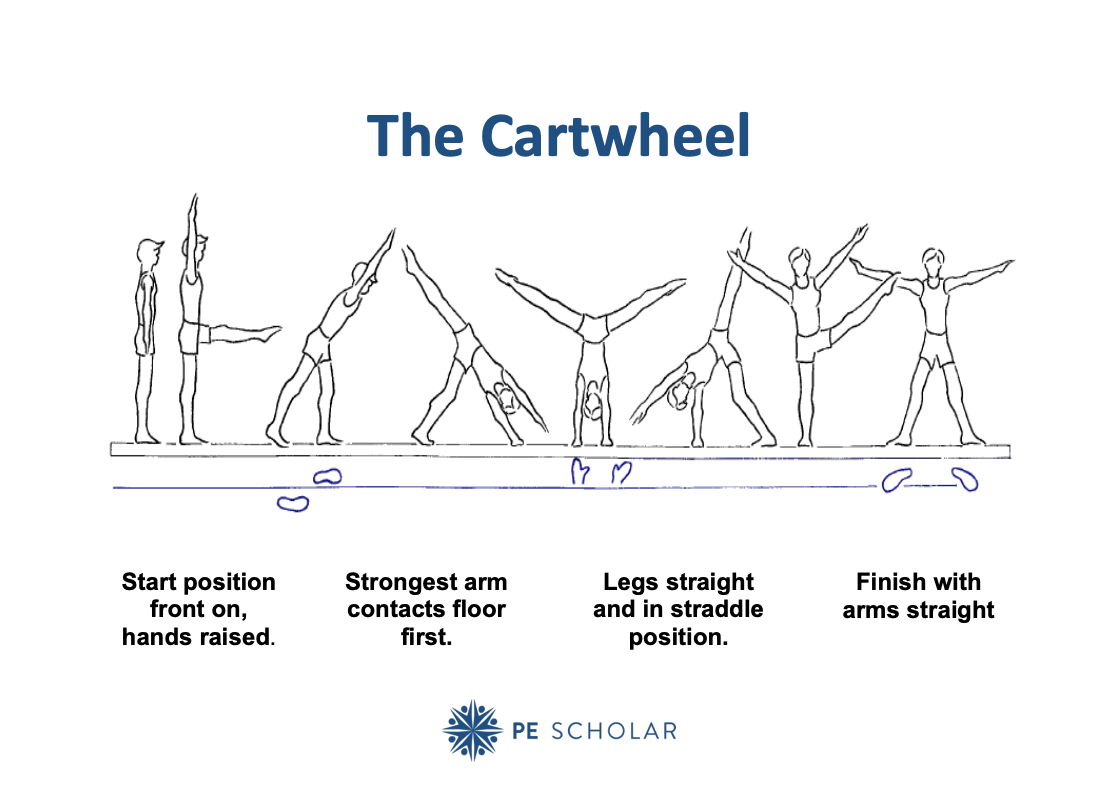 The Cartwheel
Start position
front on,
hands raised.
Strongest arm
contacts floor
first.
Legs straight
and in straddle
position.
Finish with
arms straight
PE SCHOLAR